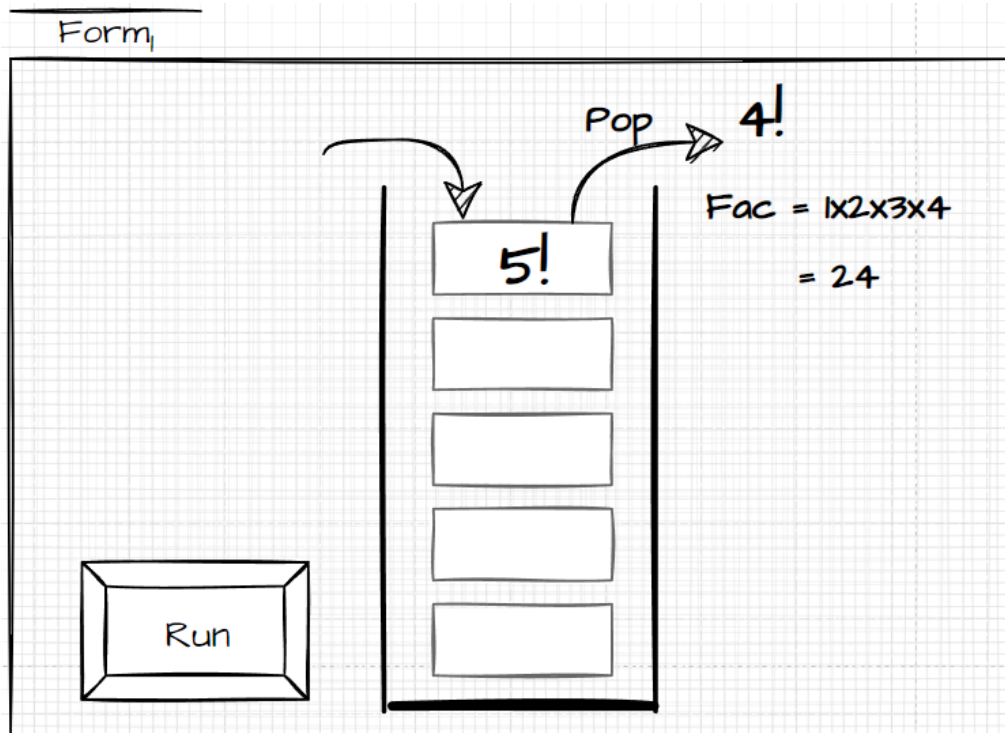 Form1
Pop
4!
Fac = 1x2x3x4
= 24
5!
Run